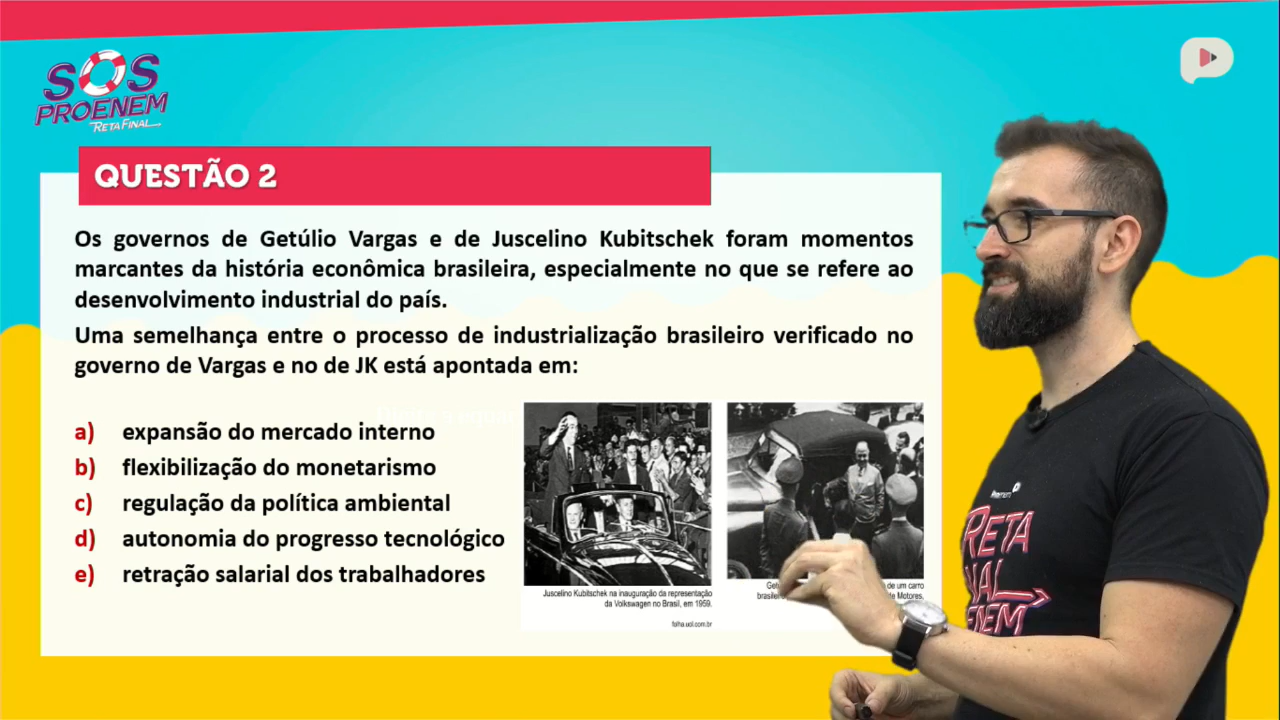 SOS
PROENEM
RETA FINAL
QUESTÃO 2
Os governos de Getúlio Vargas e de Juscelino Kubitschek foram momentos
marcantes da história econômica brasileira, especialmente no que se refere ao
desenvolvimento industrial do país.
Uma semelhança entre o processo de industrialização brasileiro verificado no
governo de Vargas e no de JK está apontada em:
a) expansão do mercado interno
b) flexibilização do monetarismo
c) regulação da política ambiental
d) autonomia do progresso tecnológico
e) retração salarial dos trabalhadores
Juscelino Kubitschek na inauguração da representação
da Volkswagen no Brasil, em 1959.
folha.uol.com.br
de um carro
Motores.
RETA